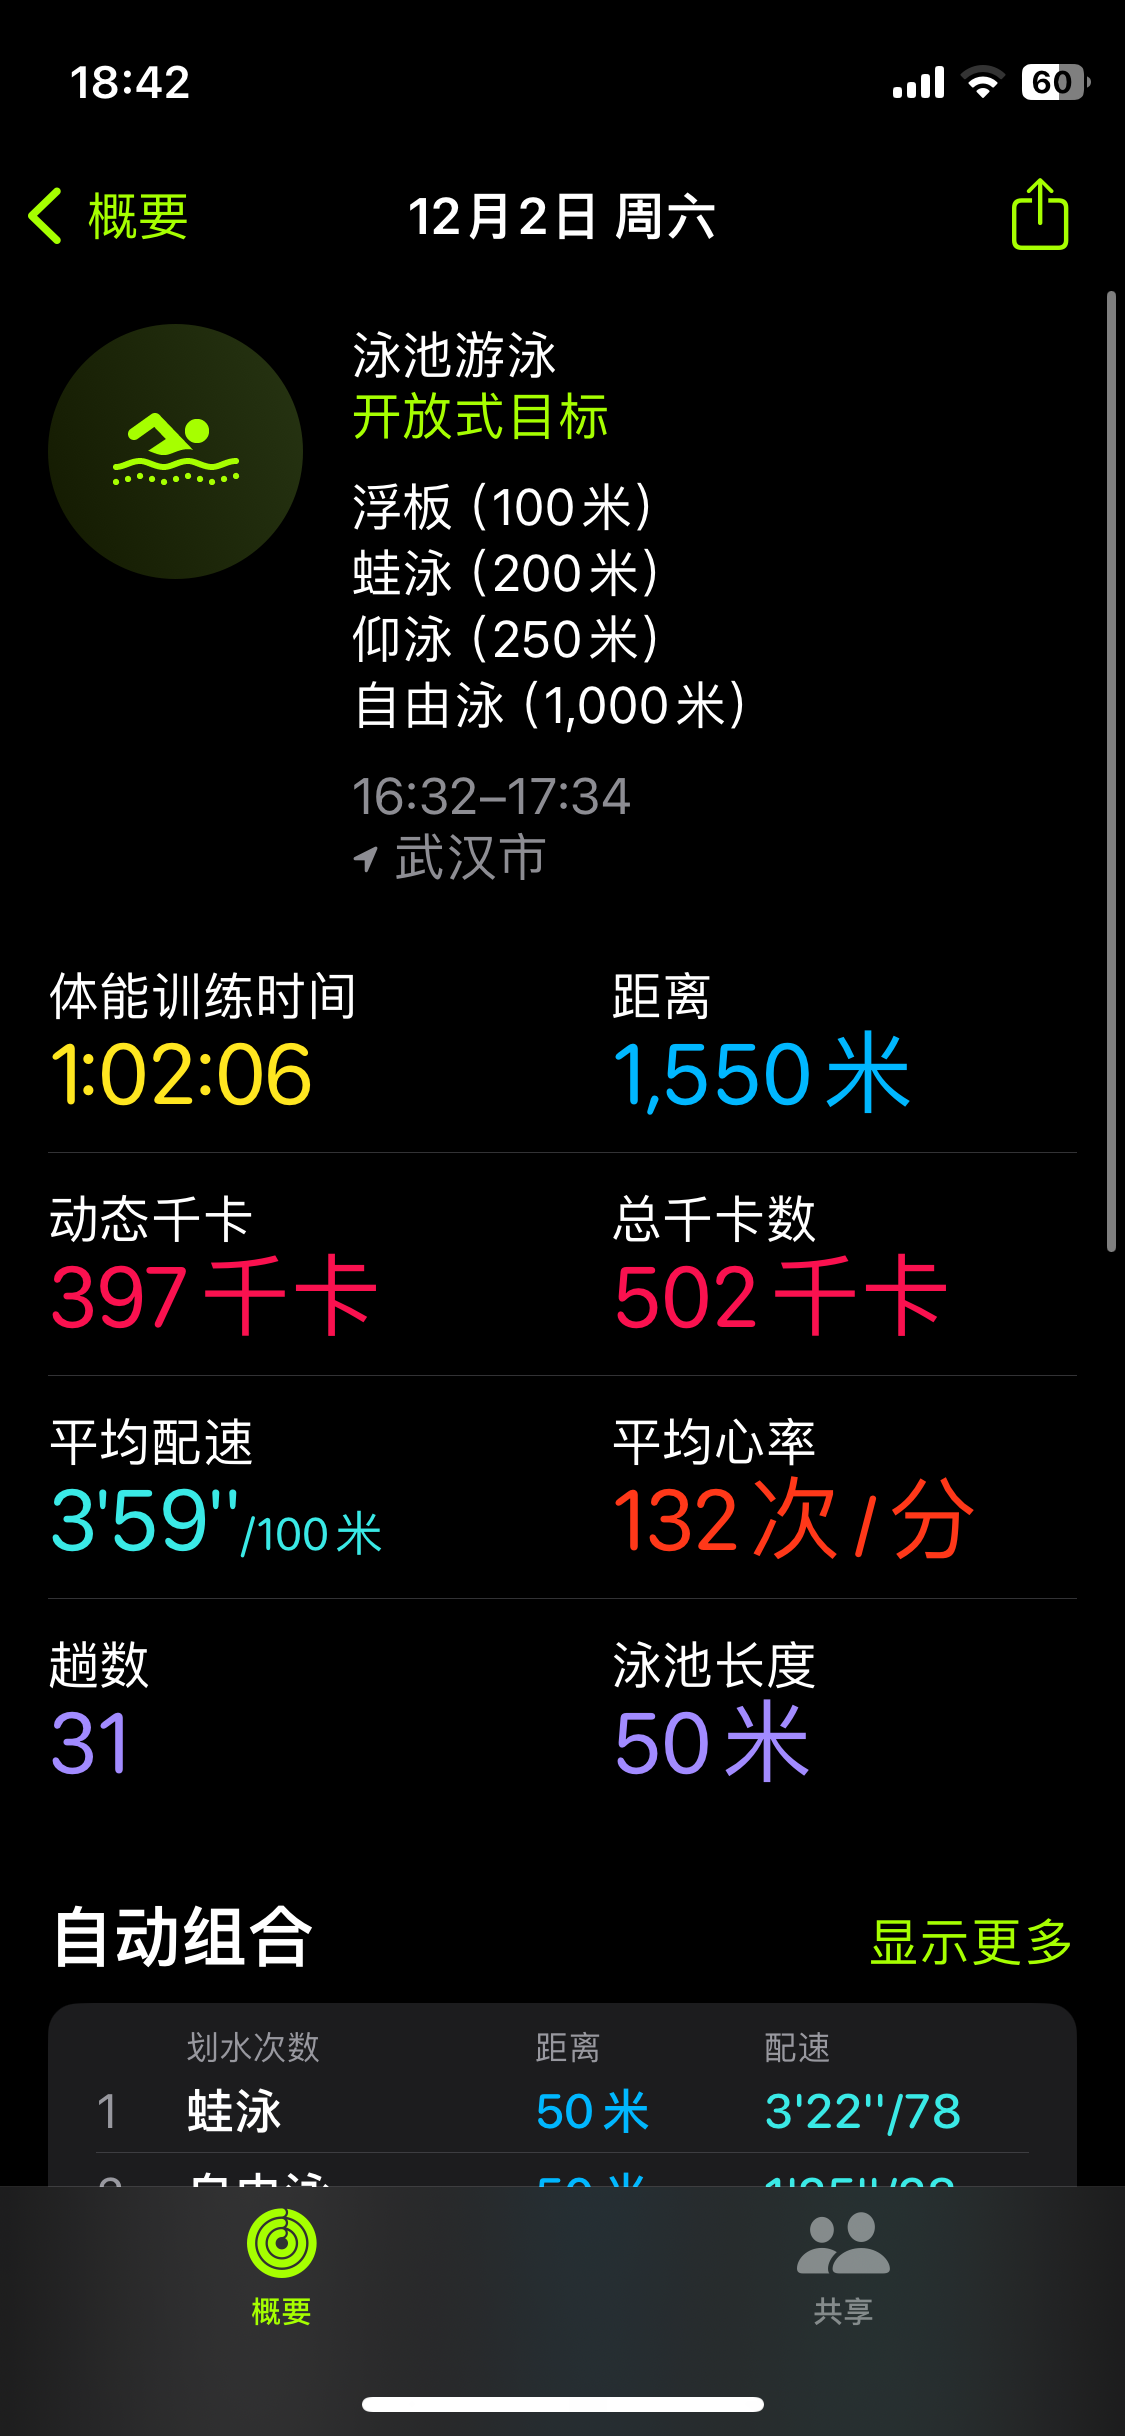 18:42
60
概要
12月2日 周六
泳池游泳
开放式目标
浮板（100米）
蛙泳（200米）
仰泳（250米）
自由泳（1,000米）
16:32–17:34
武汉市
体能训练时间
1:02:06
距离
1,550米
动态千卡
397千卡
总千卡数
502千卡
平均配速
3'59''/100米
平均心率
132次/分
趟数
31
泳池长度
50米
自动组合
显示更多
划水次数 距离 配速
1 蛙泳 50米 3'22''/78
自由泳 50米
概要
共享